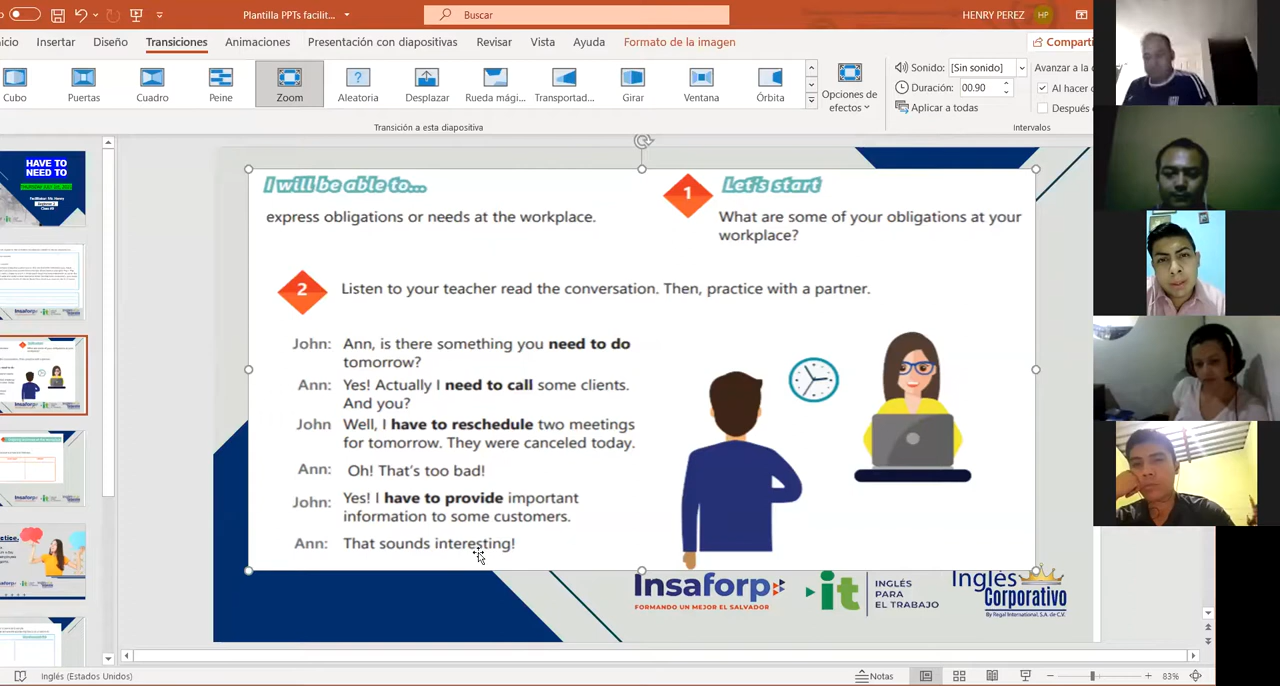 Plantilla PPTs facilit...
Buscar
HENRY PEREZ
HP
icio
Insertar
Diseño
Transiciones
Animaciones
Presentación con diapositivas
Revisar
Vista
Ayuda
Formato de la imagen
Comparti
Cubo
Puertas
Cuadro
Peine
Zoom
Aleatoria
Desplazar
Rueda mági...
Transportad...
Girar
Ventana
Órbita
Opciones de
efectos
Sonido: [Sin sonido]
Duración: 00.90
Aplicar a todas
Avanzar a la
Al hacer
Después
Transición a esta diapositiva
Intervalos
HAVE TO
NEED TO
I will be able to...
express obligations or needs at the workplace.
1
Let's start
What are some of your obligations at your
workplace?
2
Listen to your teacher read the conversation. Then, practice with a partner.
John: Ann, is there something you need to do
tomorrow?
Ann: Yes! Actually I need to call some clients.
And you?
John Well, I have to reschedule two meetings
for tomorrow. They were canceled today.
Ann: Oh! That's too bad!
John: Yes! I have to provide important
information to some customers.
Ann: That sounds interesting!
Insaforp
FORMANDO UN MEJOR EL SALVADOR
it
INGLÉS
PARA
EL TRABAJO
Inglés
Corporativo
By Regal International, S.A. de C.V.
Inglés (Estados Unidos)
Notas
83%